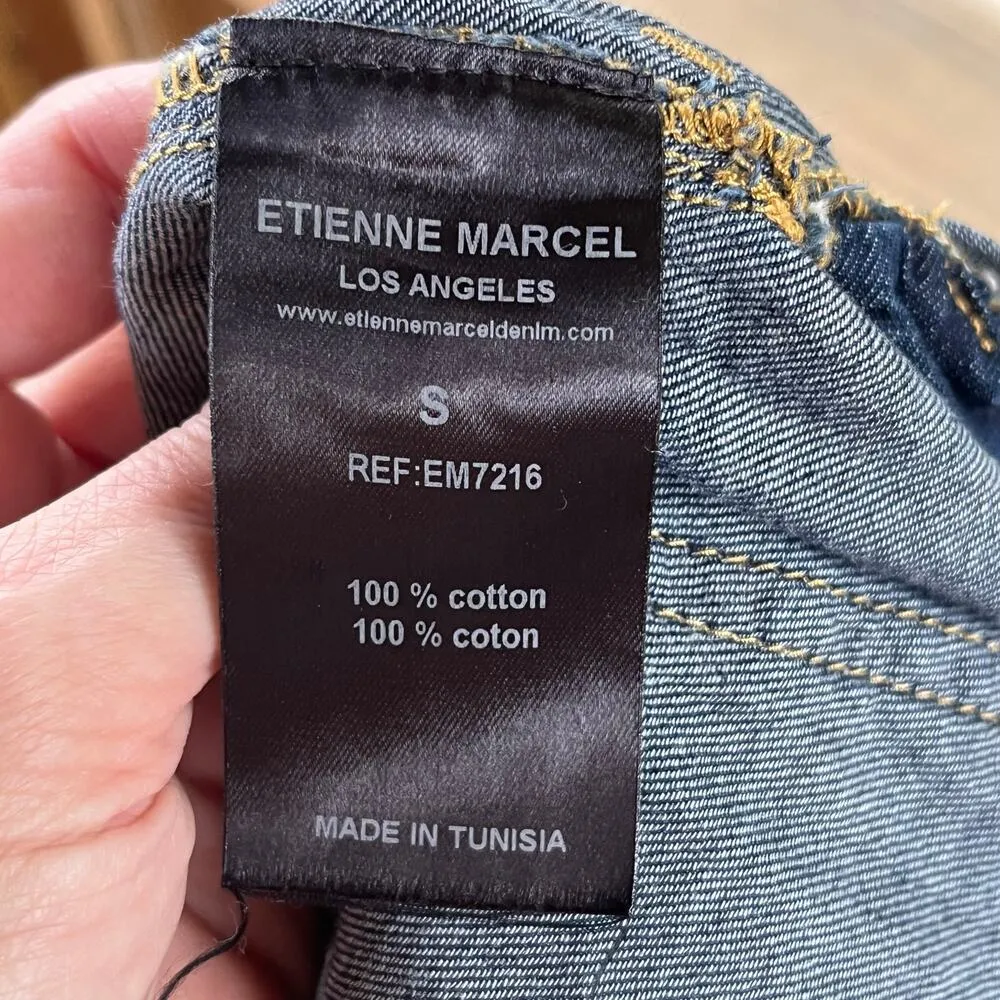 ETIENNE MARCEL
LOS ANGELES
www.etiennemarceldenim.com
S
REF:EM7216
100 % cotton
100 % coton
MADE IN TUNISIA